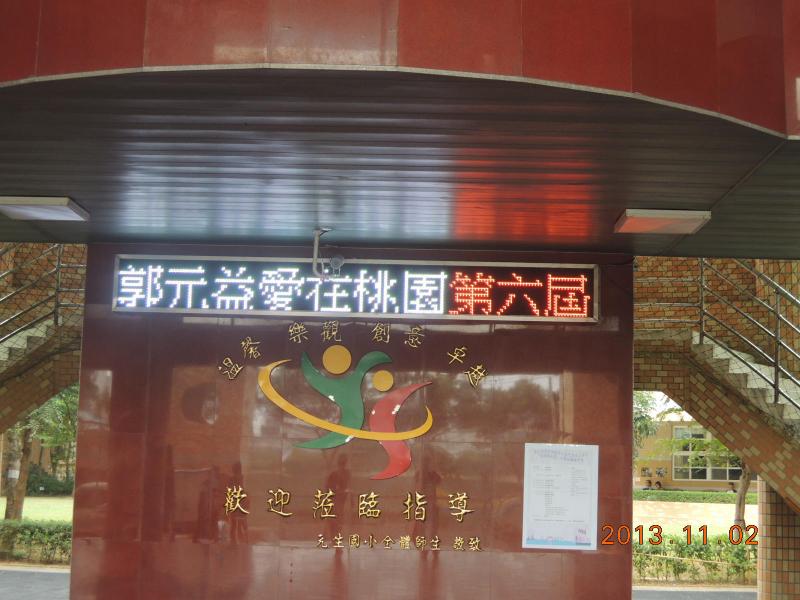 郭元益愛在桃園第六屆
溫馨 樂觀 創意 卓越
歡迎蒞臨指導
元生國小全體師生 敬致
2013 11 02